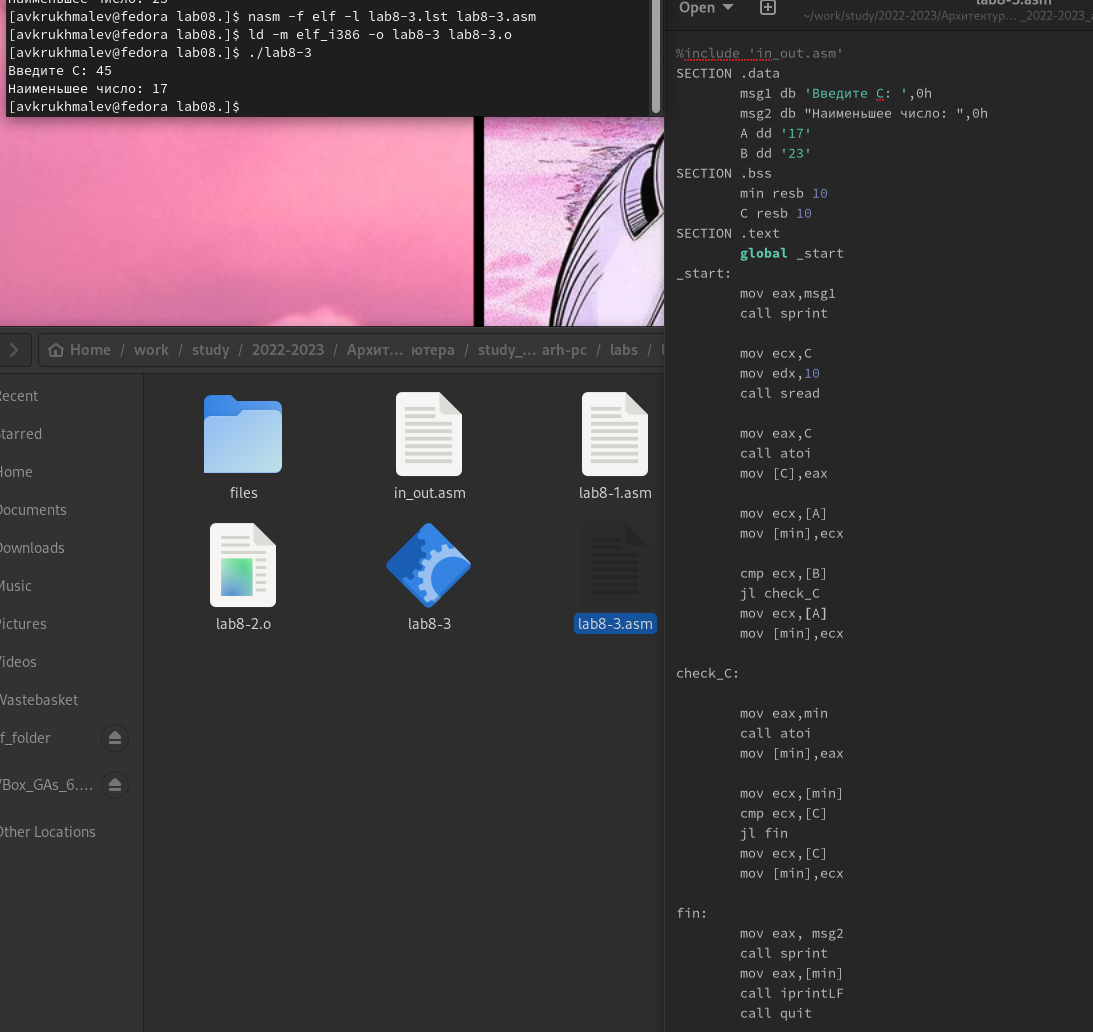 Наименьшее число: 23
[avkrukhmalev@fedora lab08.]$ nasm -f elf -l lab8-3.lst lab8-3.asm
[avkrukhmalev@fedora lab08.]$ ld -m elf_i386 -o lab8-3 lab8-3.o
[avkrukhmalev@fedora lab08.]$ ./lab8-3
Введите C: 45
Наименьшее число: 17
[avkrukhmalev@fedora lab08.]$
Home / work / study / 2022-2023 / Архит… ютера / study_… arh-pc / labs /
ecent
tarred
Home
Documents
Downloads
Music
Pictures
Videos
Wastebasket
f_folder
Box_GAs_6.…
Other Locations
files
in_out.asm
lab8-1.asm
lab8-2.o
lab8-3
lab8-3.asm
Open
lab8-3.asm
~/work/study/2022-2023/Архитектур… _2022-2023_
%include 'in_out.asm'
SECTION .data
msg1 db 'Введите C: ',0h
msg2 db "Наименьшее число: ",0h
A dd '17'
B dd '23'
SECTION .bss
min resb 10
C resb 10
SECTION .text
global _start
_start:
mov eax,msg1
call sprint
mov ecx,C
mov edx,10
call sread
mov eax,C
call atoi
mov [C],eax
mov ecx,[A]
mov [min],ecx
cmp ecx,[B]
jl check_C
mov ecx,[A]
mov [min],ecx
check_C:
mov eax,min
call atoi
mov [min],eax
mov ecx,[min]
cmp ecx,[C]
jl fin
mov ecx,[C]
mov [min],ecx
fin:
mov eax, msg2
call sprint
mov eax,[min]
call iprintLF
call quit